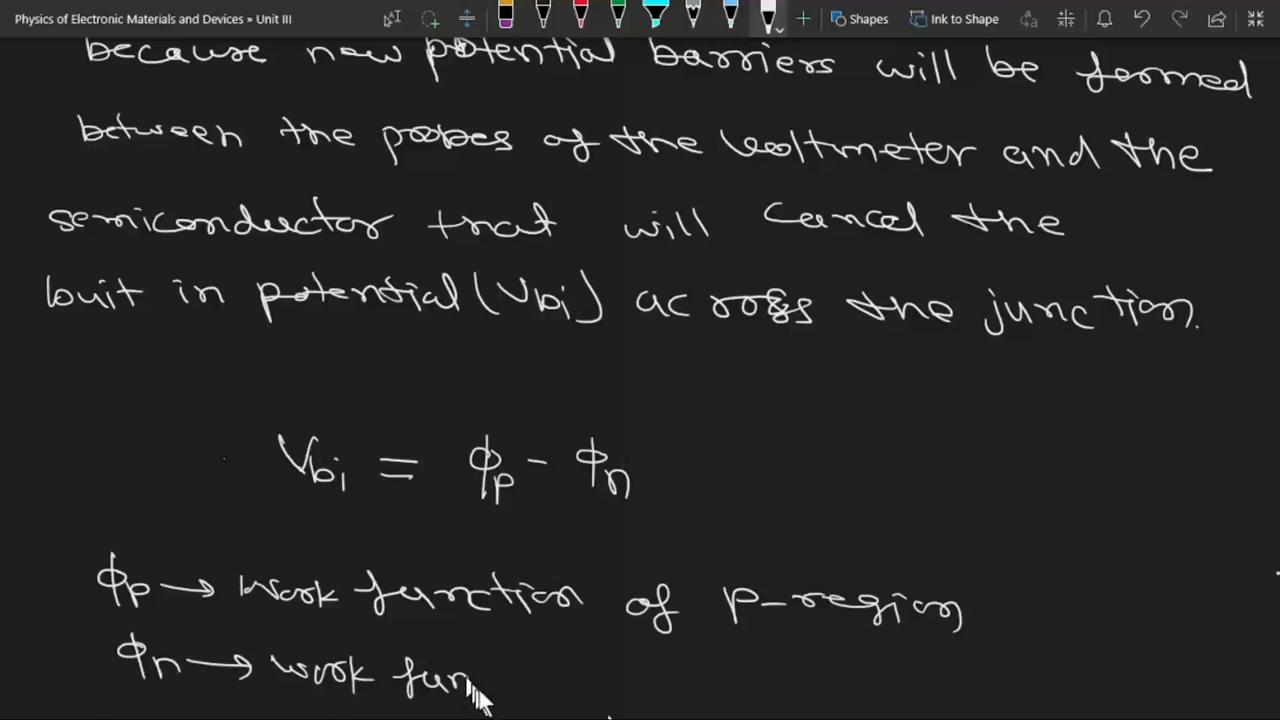 Physics of Electronic Materials and Devices » Unit III
Shapes
Ink to Shape
because new potential barriers will be formed
between the probes of the voltmeter and the
semiconductor that will cancel the
buit in potential (Vbi) across the junction.
Vbi = ϕp - ϕn
ϕp → work function of p-region
ϕn → work fun